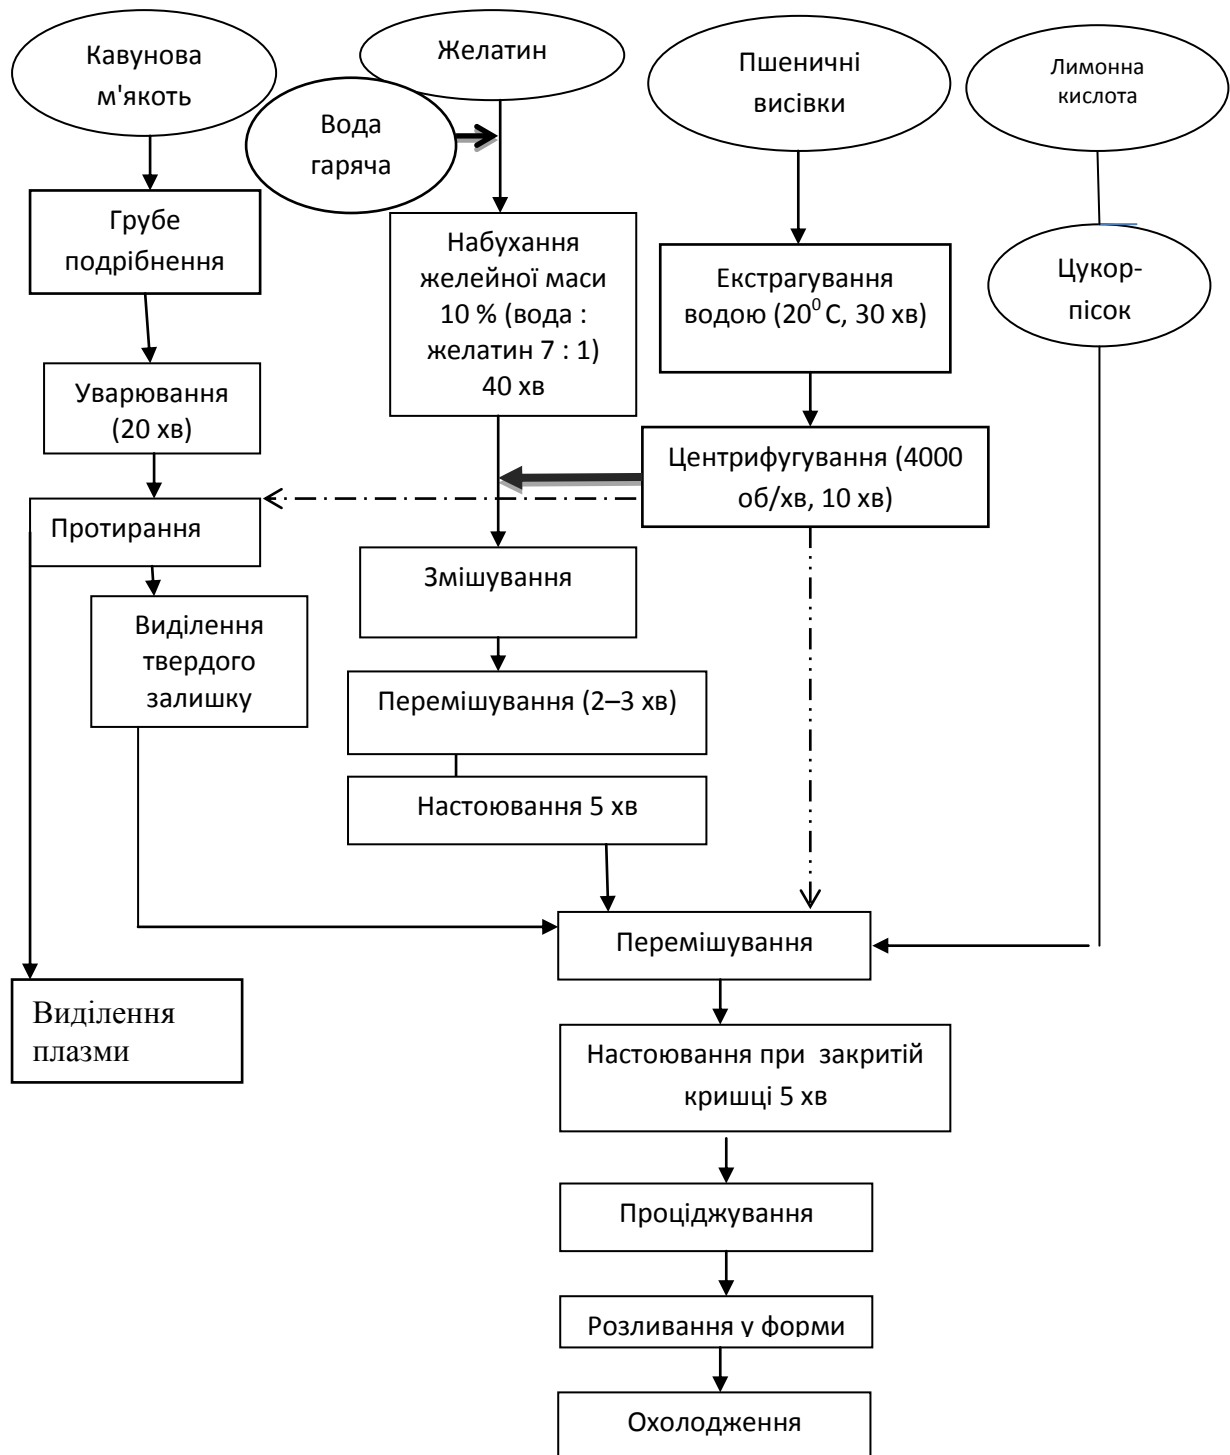 Кавунова
м'якоть
Желатин
Пшеничні
висівки
Лимонна
кислота
Вода
гаряча
Грубе
подрібнення
Набухання
желейної маси
10 % (вода :
желатин 7 : 1)
40 хв
Екстрагування
водою (20⁰ С, 30 хв)
Цукор-
пісок
Уварювання
(20 хв)
Центрифугування (4000
об/хв, 10 хв)
Протирання
Змішування
Виділення
твердого
залишку
Перемішування (2–3 хв)
Настоювання 5 хв
Перемішування
Виділення
плазми
Настоювання при  закритій
кришці 5 хв
Проціджування
Розливання у форми
Охолодження